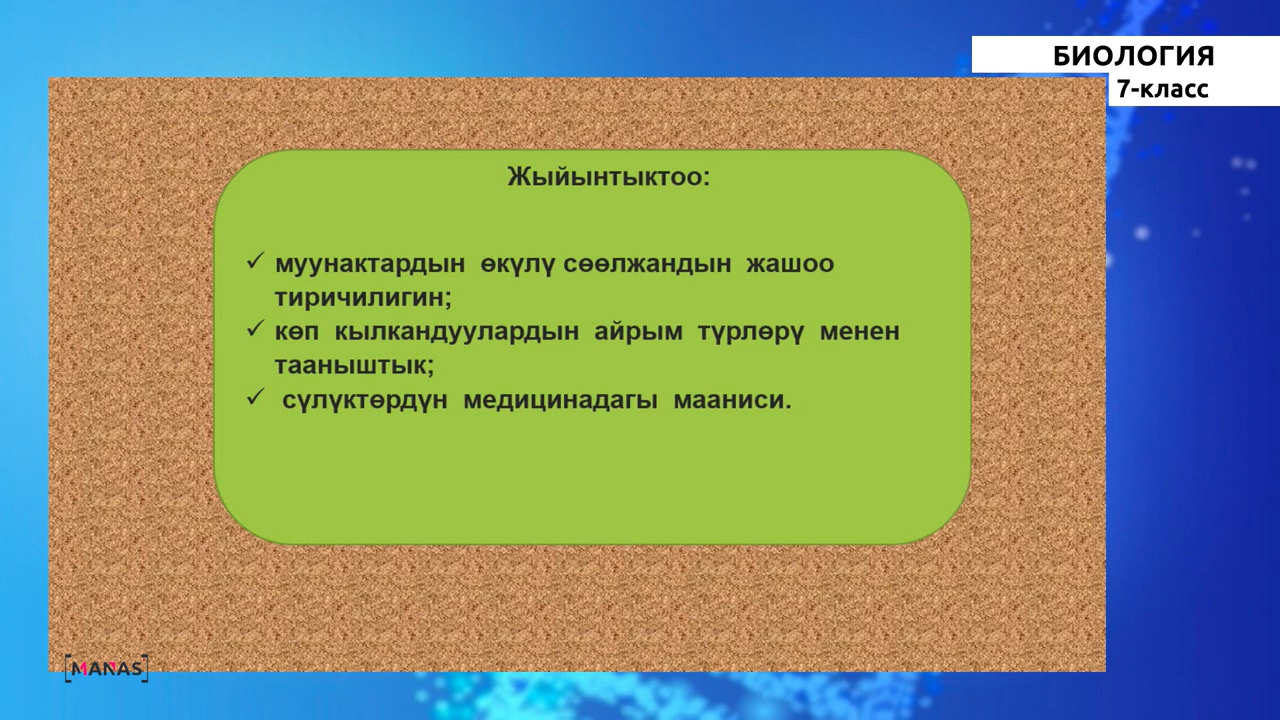 БИОЛОГИЯ
7-класс
Жыйынтыктоо:
✓ муунактардын өкүлү сөөлжандын жашоо
тиричилигин;
✓ көп кылкандуулардын айрым түрлөрү менен
тааныштык;
✓ сүлүктөрдүн медицинадагы мааниси.
[MANAS]